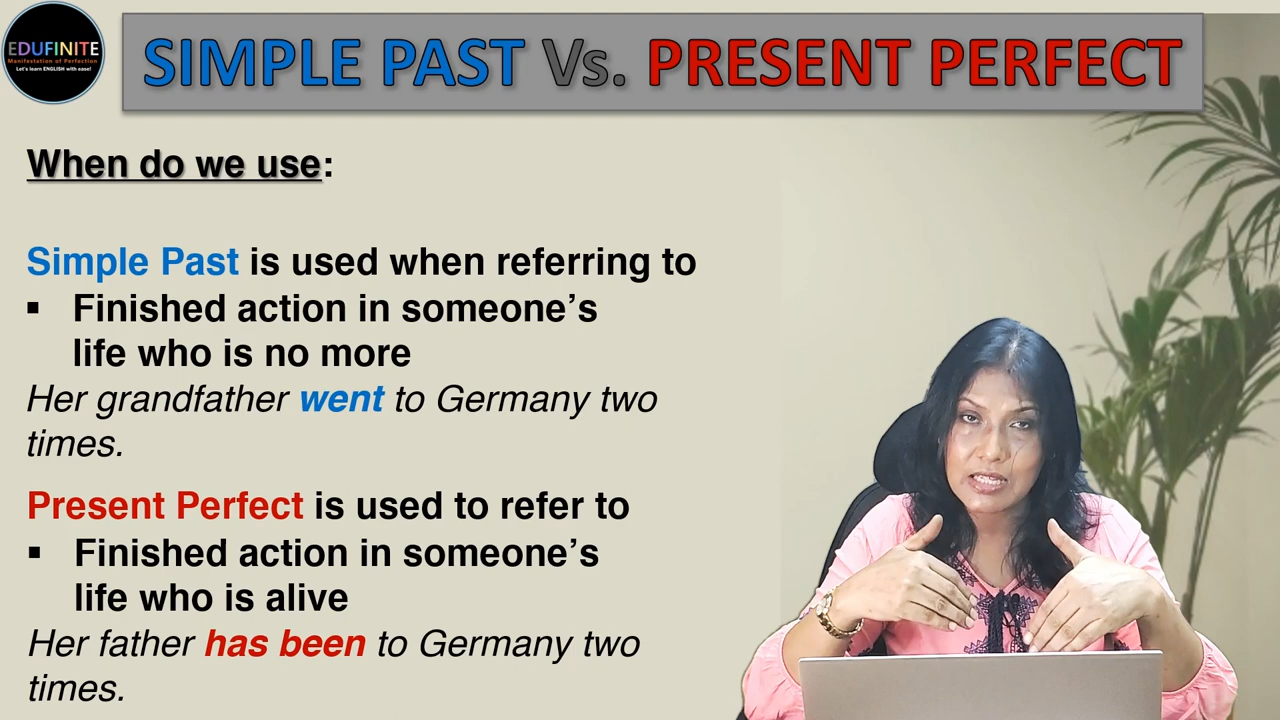 EDUFINITE
Manifestation of Perfection
Let's learn ENGLISH with ease!
SIMPLE PAST Vs. PRESENT PERFECT
When do we use:
Simple Past is used when referring to
▪ Finished action in someone’s
life who is no more
Her grandfather went to Germany two
times.
Present Perfect is used to refer to
▪ Finished action in someone’s
life who is alive
Her father has been to Germany two
times.